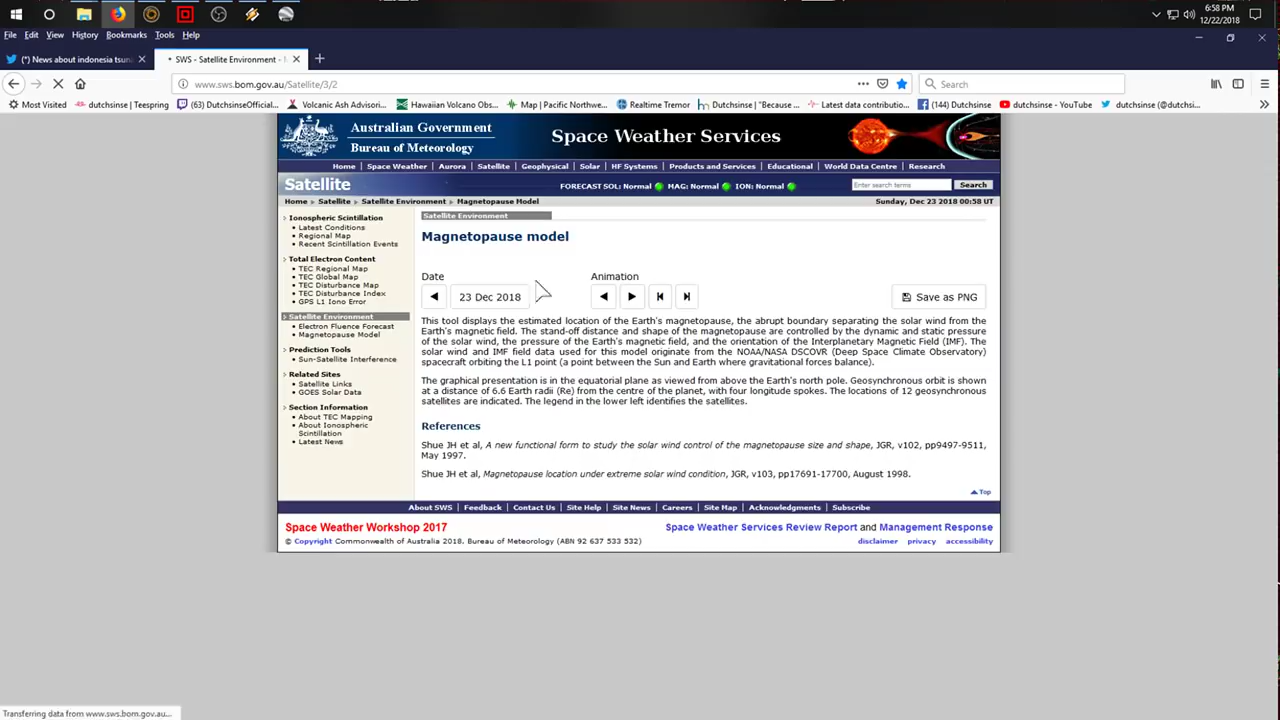 6:58 PM
12/22/2018
File Edit View History Bookmarks Tools Help
(*) News about indonesia tsun
SWS - Satellite Environment -
www.sws.bom.gov.au/Satellite/3/2
Search
Most Visited
dutchsinse | Teespring
(63) DutchsinseOfficial...
Volcanic Ash Advisori...
Hawaiian Volcano Obs...
Map | Pacific Northwe...
Realtime Tremor
Dutchsinse | "Because ...
Latest data contributio...
(144) Dutchsinse
dutchsinse - YouTube
dutchsinse (@dutchsi...
Australian Government
Bureau of Meteorology
Space Weather Services
Home Space Weather Aurora Satellite Geophysical Solar HF Systems Products and Services Educational World Data Centre Research
Satellite
FORECAST SOL: Normal MAG: Normal ION: Normal
Enter search terms
Search
Home Satellite Satellite Environment Magnetopause Model
Sunday, Dec 23 2018 00:58 UT
Ionospheric Scintillation
Latest Conditions
Regional Map
Recent Scintillation Events
Total Electron Content
TEC Regional Map
TEC Global Map
TEC Disturbance Map
TEC Disturbance Index
GPS L1 Iono Error
Satellite Environment
Electron Fluence Forecast
Magnetopause Model
Prediction Tools
Sun-Satellite Interference
Related Sites
Satellite Links
GOES Solar Data
Section Information
About TEC Mapping
About Ionospheric
Scintillation
Latest News
Satellite Environment
Magnetopause model
Date
Animation
23 Dec 2018
Save as PNG
This tool displays the estimated location of the Earth's magnetopause, the abrupt boundary separating the solar wind from the
Earth's magnetic field. The stand-off distance and shape of the magnetopause are controlled by the dynamic and static pressure
of the solar wind, the pressure of the Earth's magnetic field, and the orientation of the Interplanetary Magnetic Field (IMF). The
solar wind and IMF field data used for this model originate from the NOAA/NASA DSCOVR (Deep Space Climate Observatory)
spacecraft orbiting the L1 point (a point between the Sun and Earth where gravitational forces balance).
The graphical presentation is in the equatorial plane as viewed from above the Earth's north pole. Geosynchronous orbit is shown
at a distance of 6.6 Earth radii (Re) from the centre of the planet, with four longitude spokes. The locations of 12 geosynchronous
satellites are indicated. The legend in the lower left identifies the satellites.
References
Shue JH et al, A new functional form to study the solar wind control of the magnetopause size and shape, JGR, v102, pp9497-9511,
May 1997.
Shue JH et al, Magnetopause location under extreme solar wind condition, JGR, v103, pp17691-17700, August 1998.
Top
About SWS Feedback Contact Us Site Help Site News Careers Site Map Acknowledgments Subscribe
Space Weather Workshop 2017
Space Weather Services Review Report and Management Response
© Copyright Commonwealth of Australia 2018, Bureau of Meteorology (ABN 92 637 533 532)
disclaimer privacy accessibility
Transferring data from www.sws.bom.gov.au...